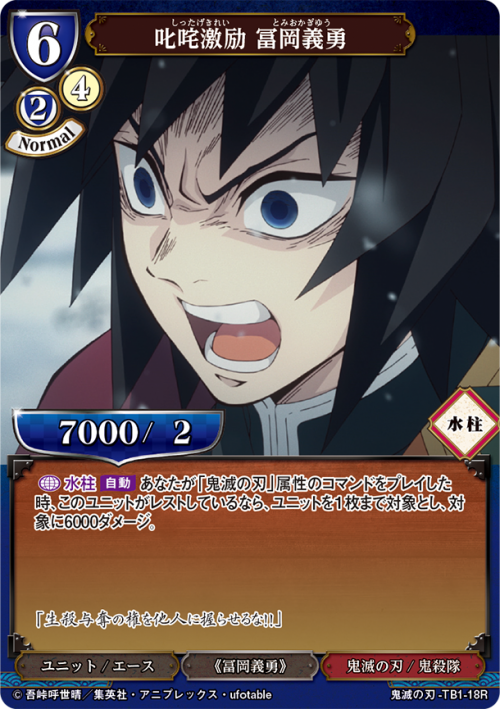 しったげきれい とみおかぎゆう
6 叱咤激励 冨岡義勇
2 4
Normal
水柱
7000/ 2
水柱 自動 あなたが「鬼滅の刃」属性のコマンドをプレイした
時、このユニットがレストしているなら、ユニットを1枚まで対象とし、対
象に6000ダメージ。
「生殺与奪の権を他人に握らせるな!!」
ユニット / エース 《冨岡義勇》 鬼滅の刃 / 鬼殺隊
© 吾峠呼世晴／集英社・アニプレックス・ufotable 鬼滅の刃 -TB1-18R